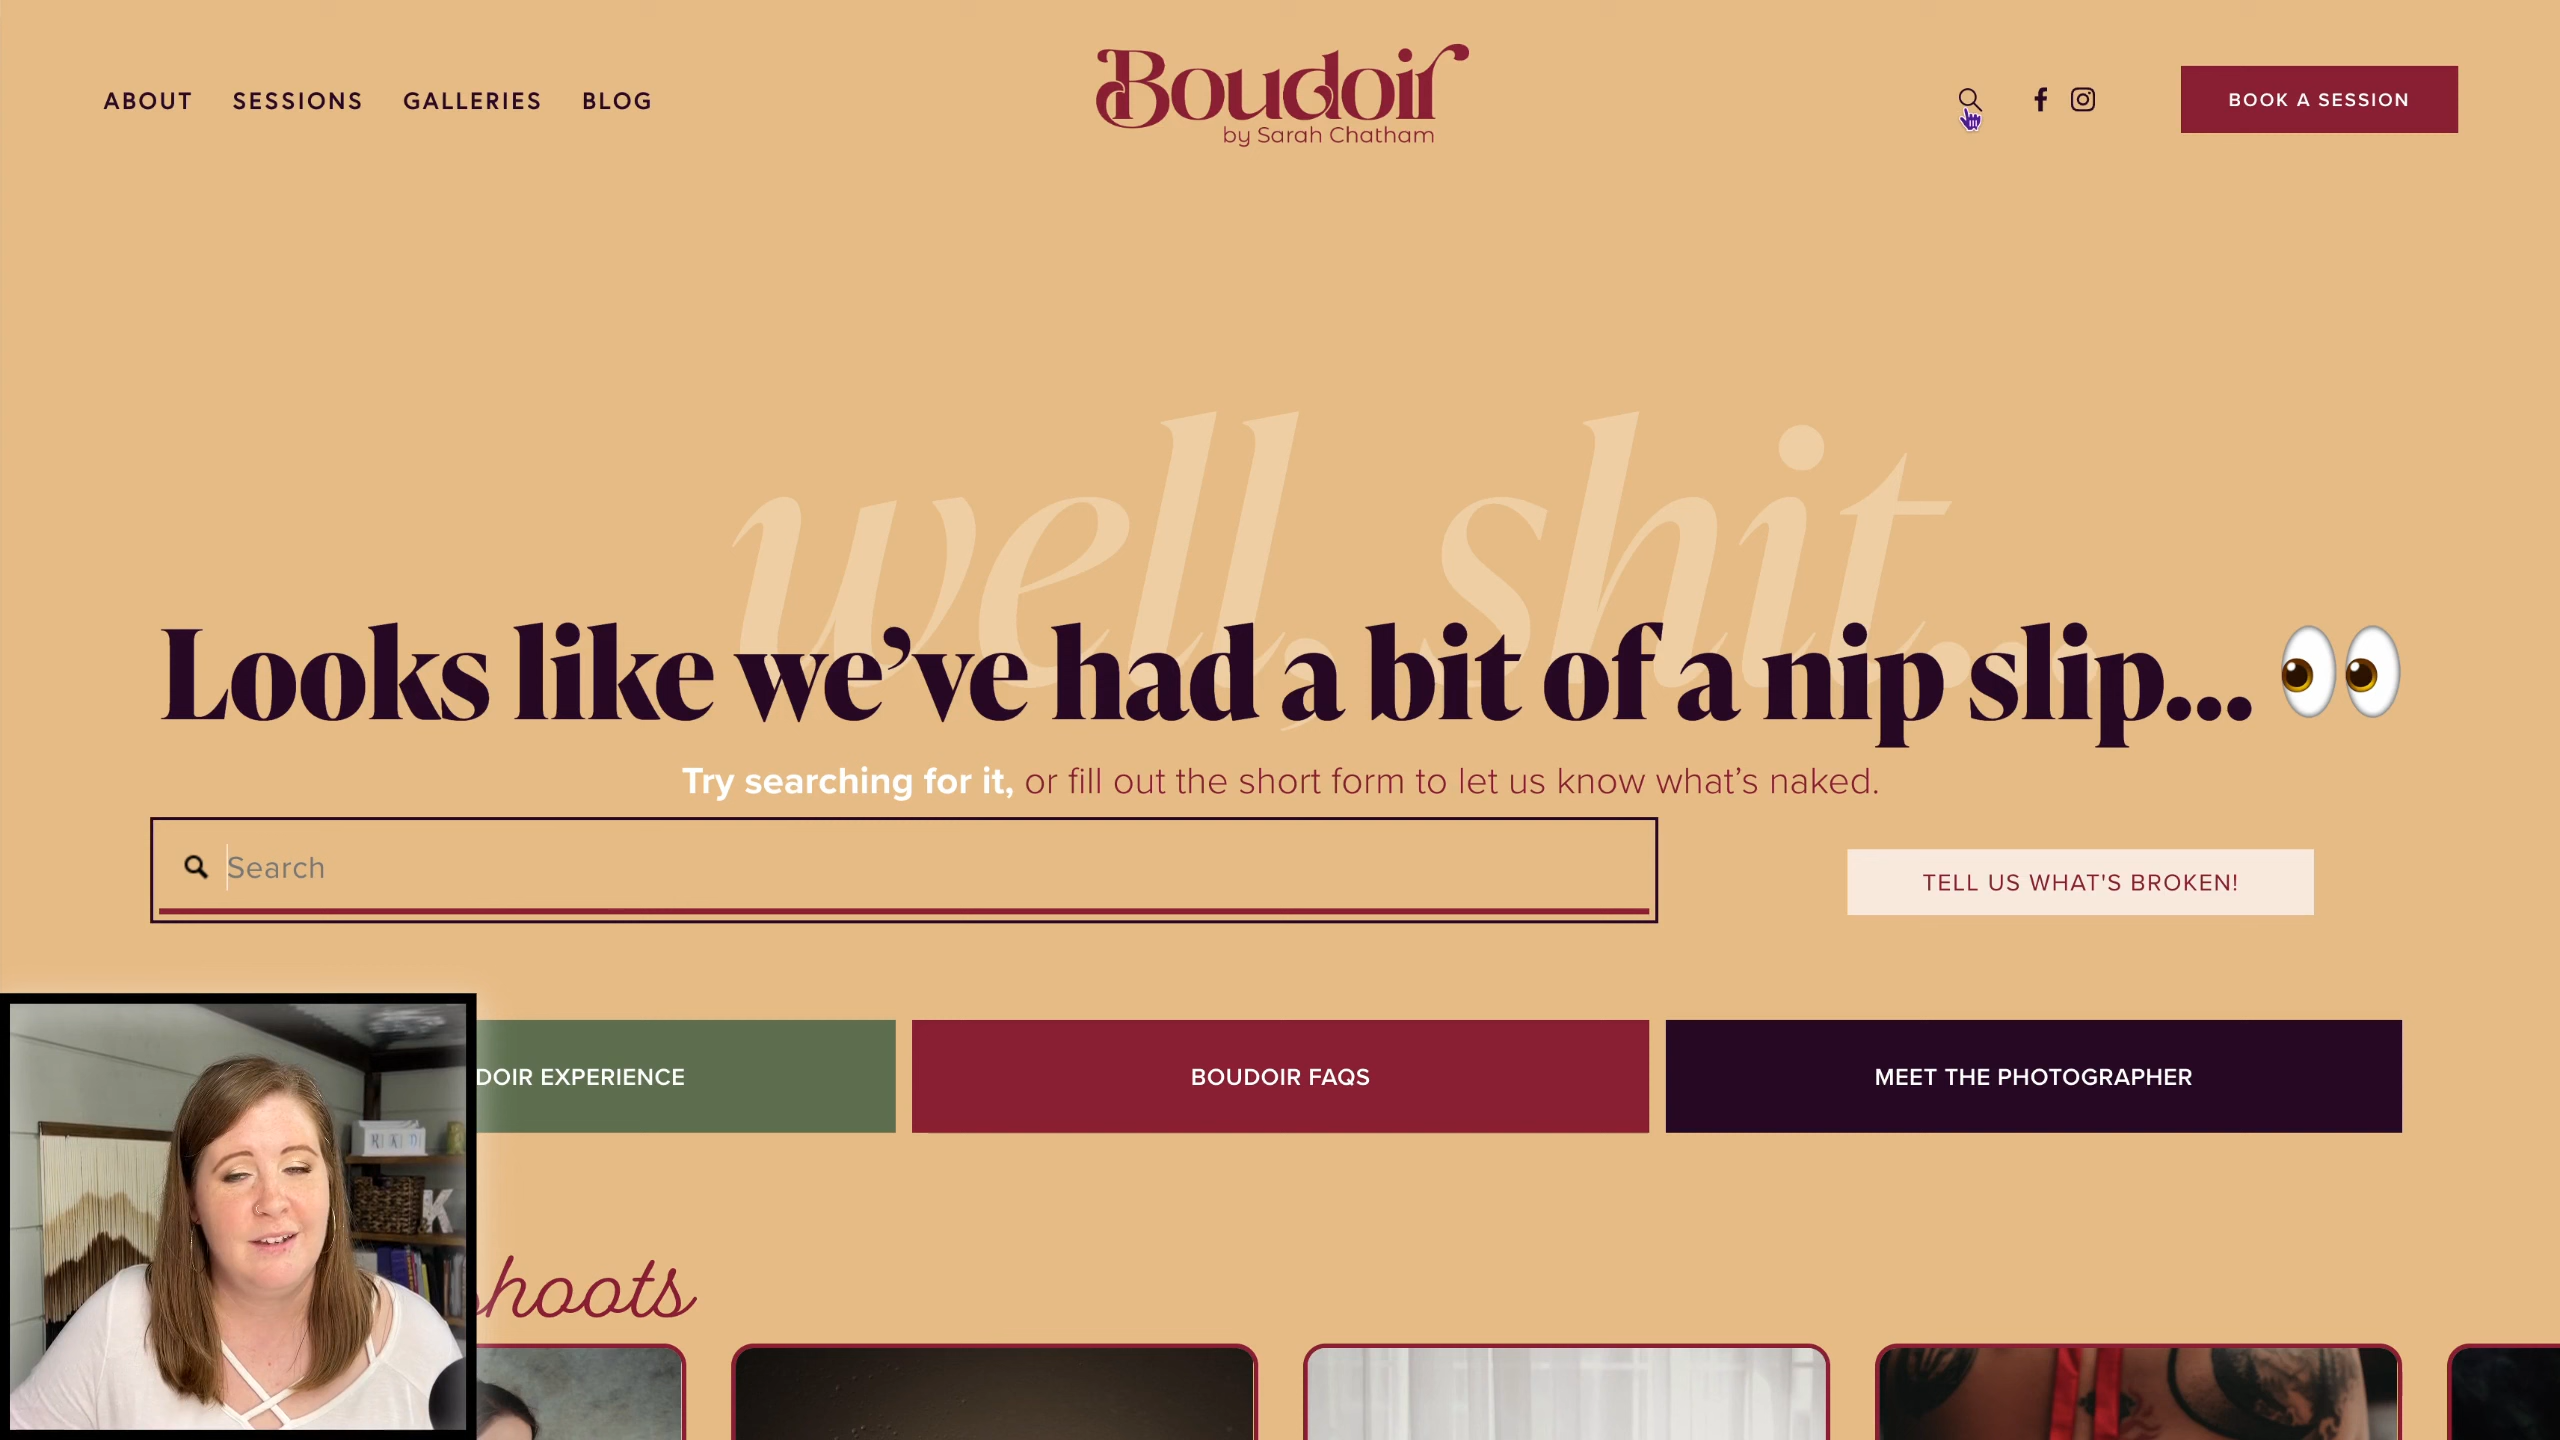 ABOUT SESSIONS GALLERIES BLOG
Boudoir
by Sarah Chatham
BOOK A SESSION
well, shit...
Looks like we’ve had a bit of a nip slip... 👀
Try searching for it, or fill out the short form to let us know what’s naked.
Search
TELL US WHAT'S BROKEN!
DOIR EXPERIENCE
BOUDOIR FAQS
MEET THE PHOTOGRAPHER
RAD
K
hoots